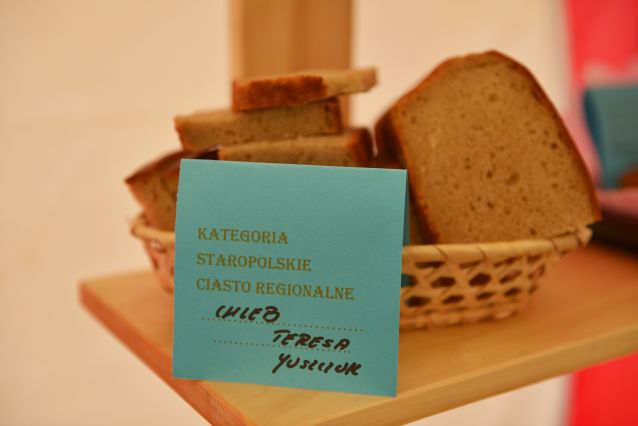 KATEGORIA
STAROPOLSKIE
CIASTO REGIONALNE
CHLEB
TERESA